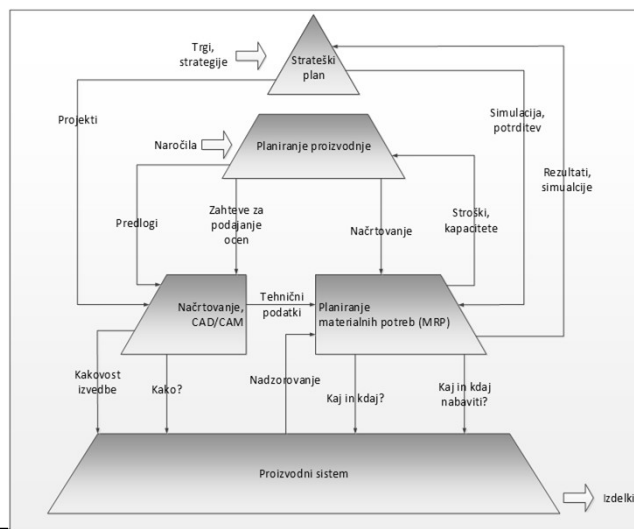 Trgi,
strategije
Strateški
plan
Projekti
Simulacija,
potrditev
Naročila
Planiranje proizvodnje
Rezultati,
simualcije
Predlogi
Zahteve za
podajanje
ocen
Načrtovanje
Stroški,
kapacitete
Načrtovanje,
CAD/CAM
Tehnični
podatki
Planiranje
materialnih potreb (MRP)
Kakovost
izvedbe
Kako?
Nadzorovanje
Kaj in kdaj?
Kaj in kdaj
nabaviti?
Proizvodni sistem
Izdelki